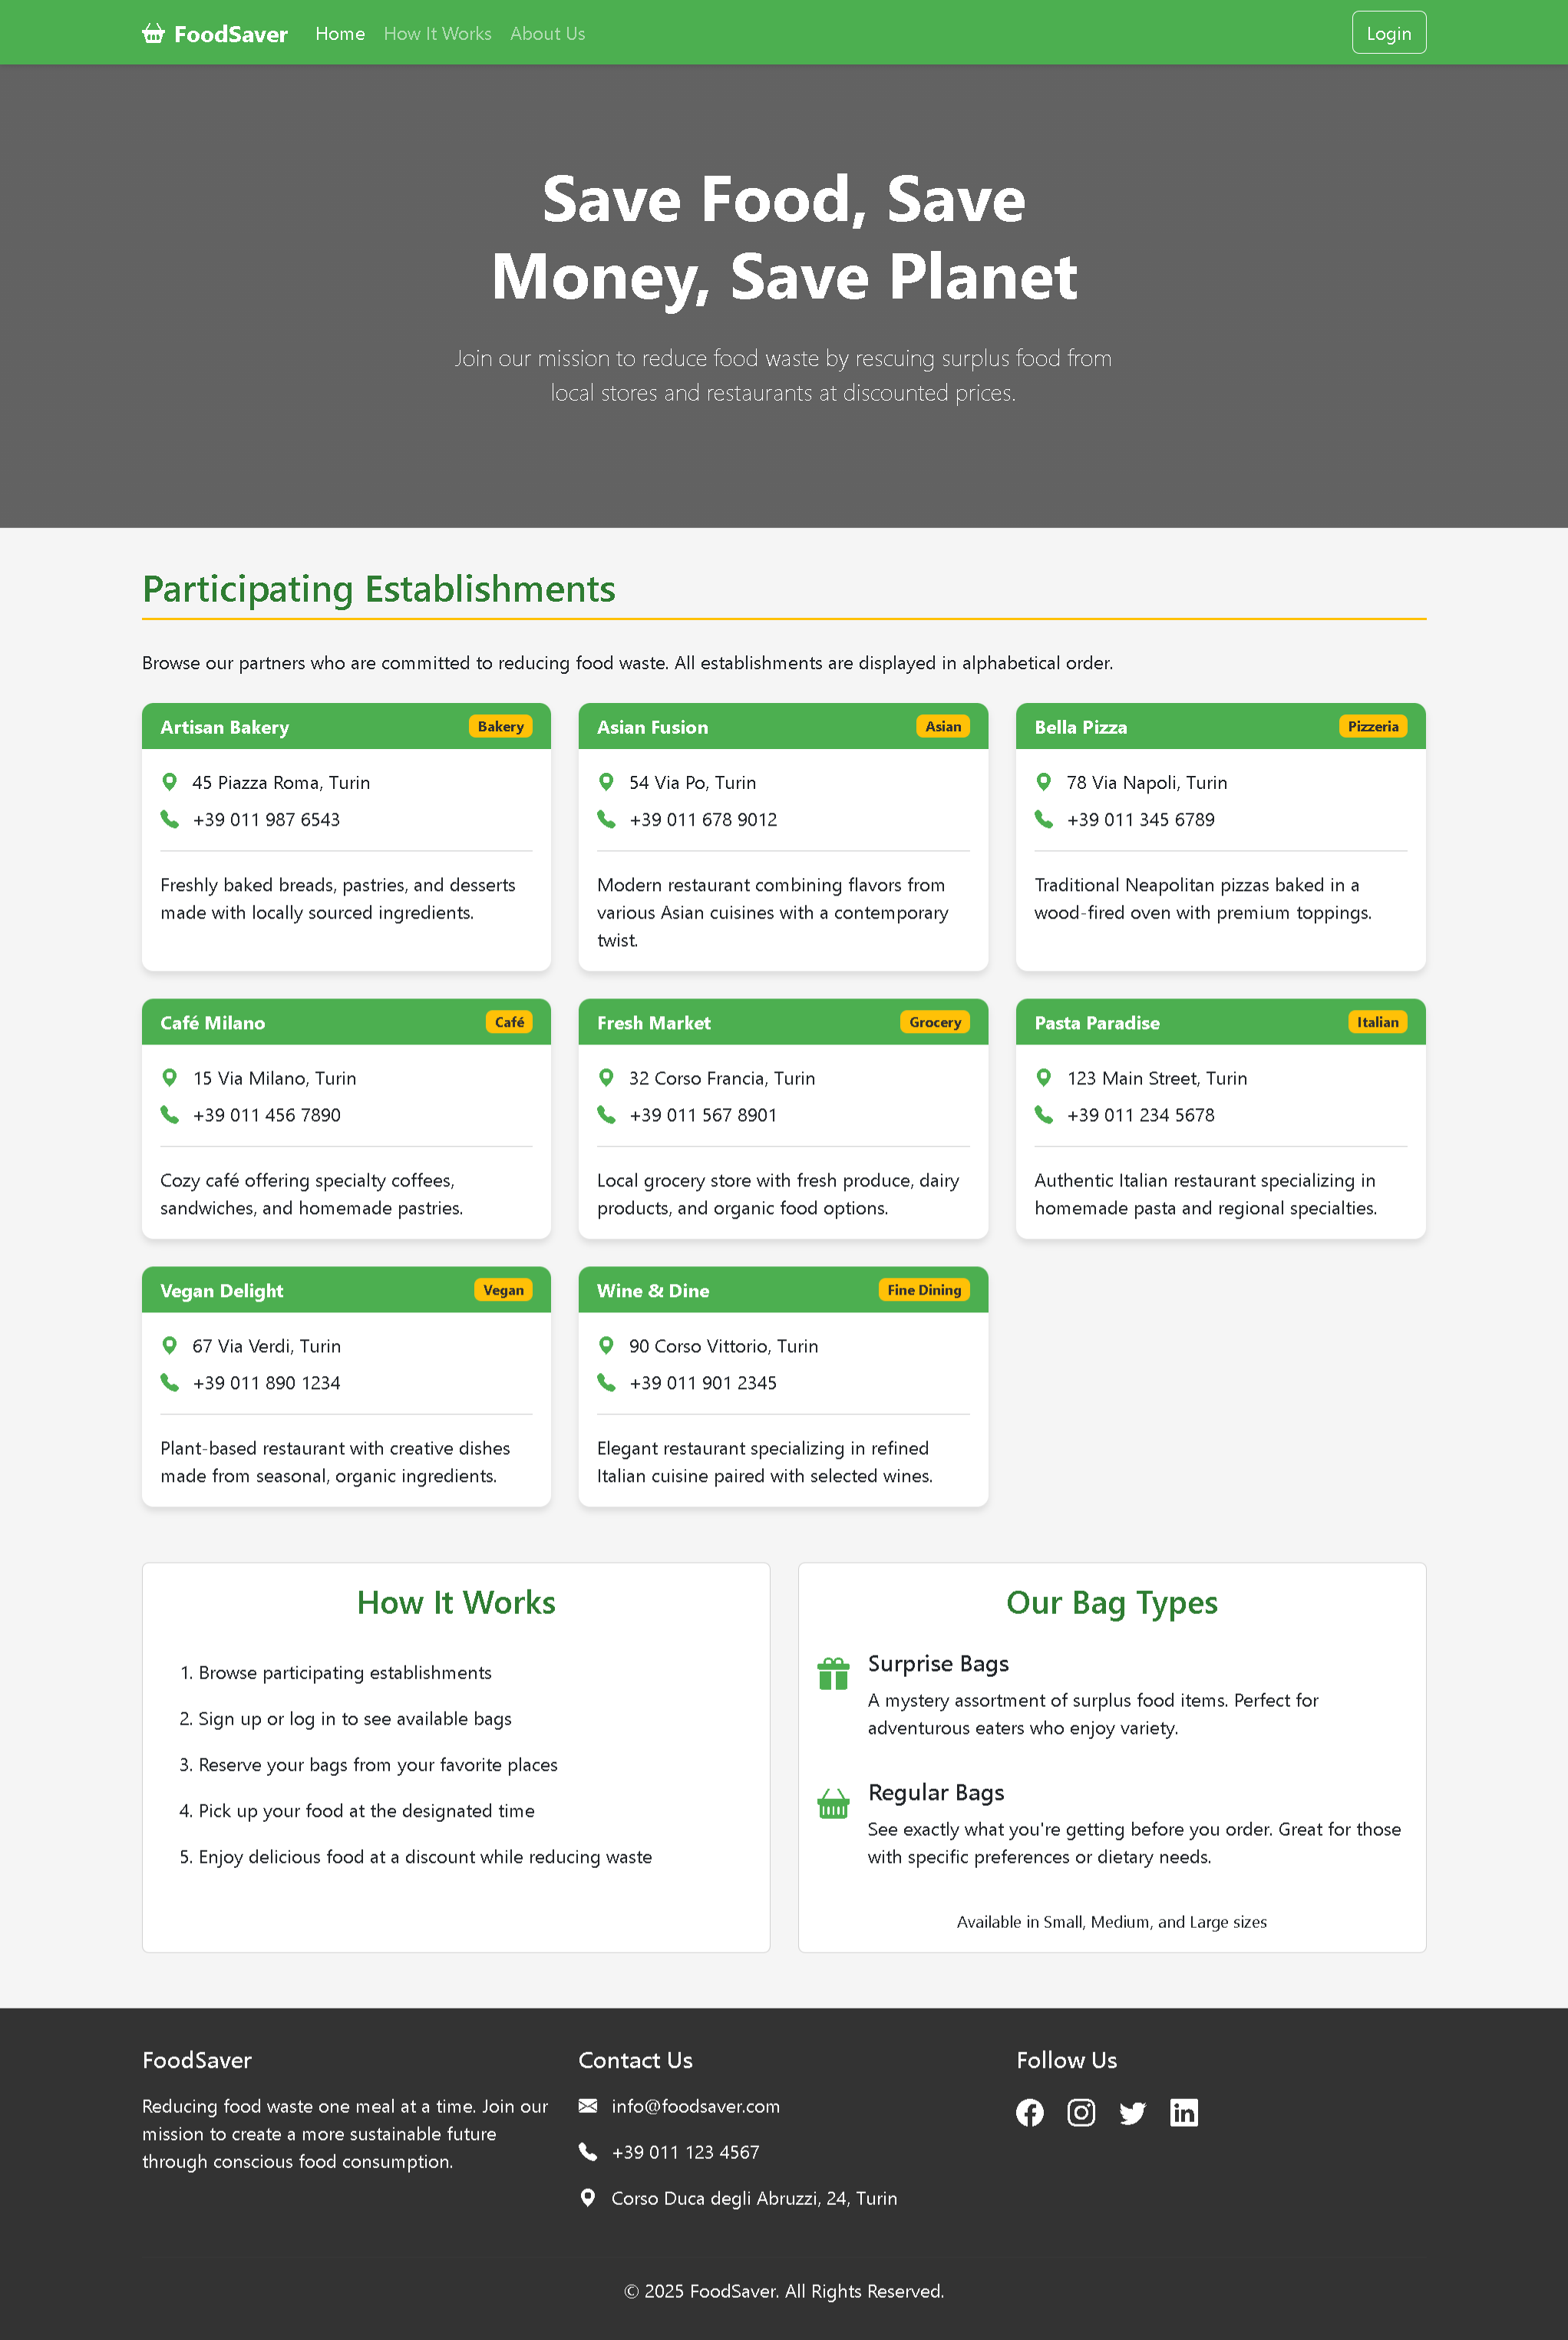 FoodSaver
Home
How It Works
About Us
Login
Save Food, Save
Money, Save Planet
Join our mission to reduce food waste by rescuing surplus food from
local stores and restaurants at discounted prices.
Participating Establishments
Browse our partners who are committed to reducing food waste. All establishments are displayed in alphabetical order.
Artisan Bakery
Bakery
45 Piazza Roma, Turin
+39 011 987 6543
Freshly baked breads, pastries, and desserts
made with locally sourced ingredients.
Asian Fusion
Asian
54 Via Po, Turin
+39 011 678 9012
Modern restaurant combining flavors from
various Asian cuisines with a contemporary
twist.
Bella Pizza
Pizzeria
78 Via Napoli, Turin
+39 011 345 6789
Traditional Neapolitan pizzas baked in a
wood-fired oven with premium toppings.
Café Milano
Café
15 Via Milano, Turin
+39 011 456 7890
Cozy café offering specialty coffees,
sandwiches, and homemade pastries.
Fresh Market
Grocery
32 Corso Francia, Turin
+39 011 567 8901
Local grocery store with fresh produce, dairy
products, and organic food options.
Pasta Paradise
Italian
123 Main Street, Turin
+39 011 234 5678
Authentic Italian restaurant specializing in
homemade pasta and regional specialties.
Vegan Delight
Vegan
67 Via Verdi, Turin
+39 011 890 1234
Plant-based restaurant with creative dishes
made from seasonal, organic ingredients.
Wine & Dine
Fine Dining
90 Corso Vittorio, Turin
+39 011 901 2345
Elegant restaurant specializing in refined
Italian cuisine paired with selected wines.
How It Works
1. Browse participating establishments
2. Sign up or log in to see available bags
3. Reserve your bags from your favorite places
4. Pick up your food at the designated time
5. Enjoy delicious food at a discount while reducing waste
Our Bag Types
Surprise Bags
A mystery assortment of surplus food items. Perfect for
adventurous eaters who enjoy variety.
Regular Bags
See exactly what you're getting before you order. Great for those
with specific preferences or dietary needs.
Available in Small, Medium, and Large sizes
FoodSaver
Reducing food waste one meal at a time. Join our
mission to create a more sustainable future
through conscious food consumption.
Contact Us
info@foodsaver.com
+39 011 123 4567
Corso Duca degli Abruzzi, 24, Turin
Follow Us
© 2025 FoodSaver. All Rights Reserved.